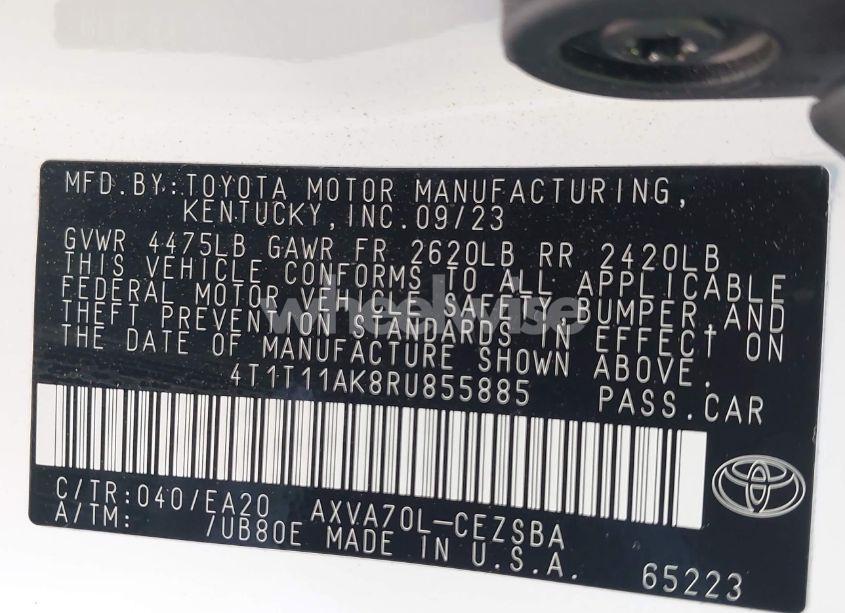 MFD.BY:TOYOTA MOTOR MANUFACTURING,
KENTUCKY,INC.09/23
GVWR 4475LB GAWR FR 2620LB RR 2420LB
THIS VEHICLE CONFORMS TO ALL APPLICABLE
FEDERAL MOTOR VEHICLE SAFETY,BUMPER,AND
THEFT PREVENTION STANDARDS IN EFFECT ON
THE DATE OF MANUFACTURE SHOWN ABOVE.
4T1T11AK8RU855885 PASS.CAR
C/TR:040/EA20 AXVA70L-CEZSBA
A/TM: /UB80E MADE IN U.S.A.
65223
wheelwise